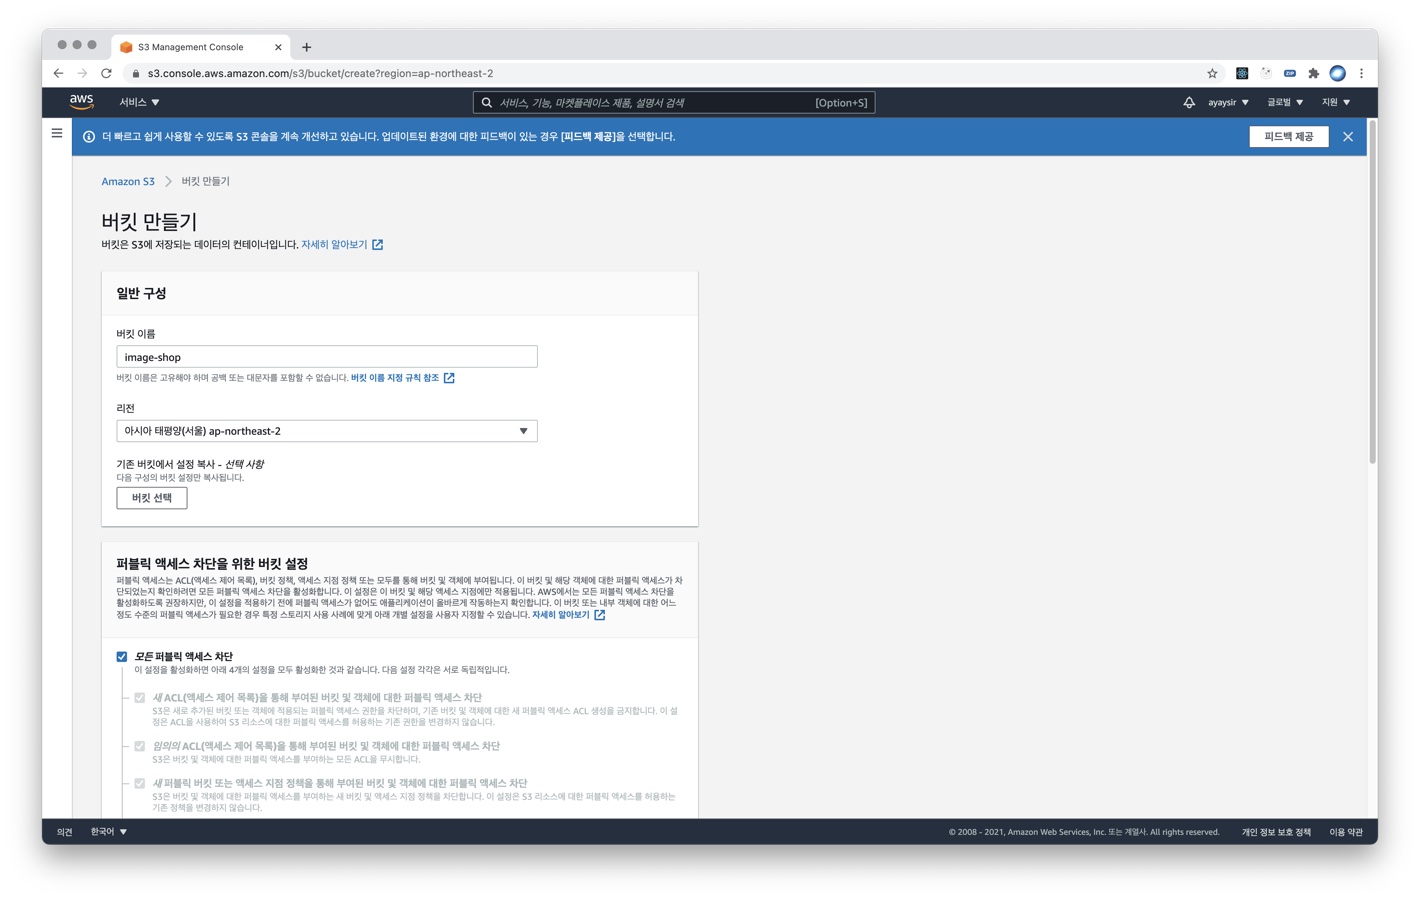 S3 Management Console
s3.console.aws.amazon.com/s3/bucket/create?region=ap-northeast-2
ZIP
aws 서비스 서비스, 기능, 마켓플레이스 제품, 설명서 검색 [Option+S] ayaysir 글로벌 지원
더 빠르고 쉽게 사용할 수 있도록 S3 콘솔을 계속 개선하고 있습니다. 업데이트된 환경에 대한 피드백이 있는 경우 [피드백 제공]을 선택합니다. 피드백 제공
Amazon S3 버킷 만들기
버킷 만들기
버킷은 S3에 저장되는 데이터의 컨테이너입니다. 자세히 알아보기
일반 구성
버킷 이름
image-shop
버킷 이름은 고유해야 하며 공백 또는 대문자를 포함할 수 없습니다. 버킷 이름 지정 규칙 참조
리전
아시아 태평양(서울) ap-northeast-2
기존 버킷에서 설정 복사 - 선택 사항
다음 구성의 버킷 설정만 복사됩니다.
버킷 선택
퍼블릭 액세스 차단을 위한 버킷 설정
퍼블릭 액세스는 ACL(액세스 제어 목록), 버킷 정책, 액세스 지점 정책 또는 모두를 통해 버킷 및 객체에 부여됩니다. 이 버킷 및 해당 객체에 대한 퍼블릭 액세스가 차
단되었는지 확인하려면 모든 퍼블릭 액세스 차단을 활성화합니다. 이 설정은 이 버킷 및 해당 액세스 지점에만 적용됩니다. AWS에서는 모든 퍼블릭 액세스 차단을
활성화하도록 권장하지만, 이 설정을 적용하기 전에 퍼블릭 액세스가 없어도 애플리케이션이 올바르게 작동하는지 확인합니다. 이 버킷 또는 내부 객체에 대한 어느
정도 수준의 퍼블릭 액세스가 필요한 경우 특정 스토리지 사용 사례에 맞게 아래 개별 설정을 사용자 지정할 수 있습니다. 자세히 알아보기
모든 퍼블릭 액세스 차단
이 설정을 활성화하면 아래 4개의 설정을 모두 활성화한 것과 같습니다. 다음 설정 각각은 서로 독립적입니다.
새 ACL(액세스 제어 목록)을 통해 부여된 버킷 및 객체에 대한 퍼블릭 액세스 차단
S3은 새로 추가된 버킷 또는 객체에 적용되는 퍼블릭 액세스 권한을 차단하며, 기존 버킷 및 객체에 대한 새 퍼블릭 액세스 ACL 생성을 금지합니다. 이 설
정은 ACL을 사용하여 S3 리소스에 대한 퍼블릭 액세스를 허용하는 기존 권한을 변경하지 않습니다.
임의의 ACL(액세스 제어 목록)을 통해 부여된 버킷 및 객체에 대한 퍼블릭 액세스 차단
S3은 버킷 및 객체에 대한 퍼블릭 액세스를 부여하는 모든 ACL을 무시합니다.
새 퍼블릭 버킷 또는 액세스 지점 정책을 통해 부여된 버킷 및 객체에 대한 퍼블릭 액세스 차단
S3은 버킷 및 객체에 대한 퍼블릭 액세스를 부여하는 새 버킷 및 액세스 지점 정책을 차단합니다. 이 설정은 S3 리소스에 대한 퍼블릭 액세스를 허용하는
기존 정책을 변경하지 않습니다.
의견 한국어 © 2008 - 2021, Amazon Web Services, Inc. 또는 계열사. All rights reserved. 개인 정보 보호 정책 이용 약관